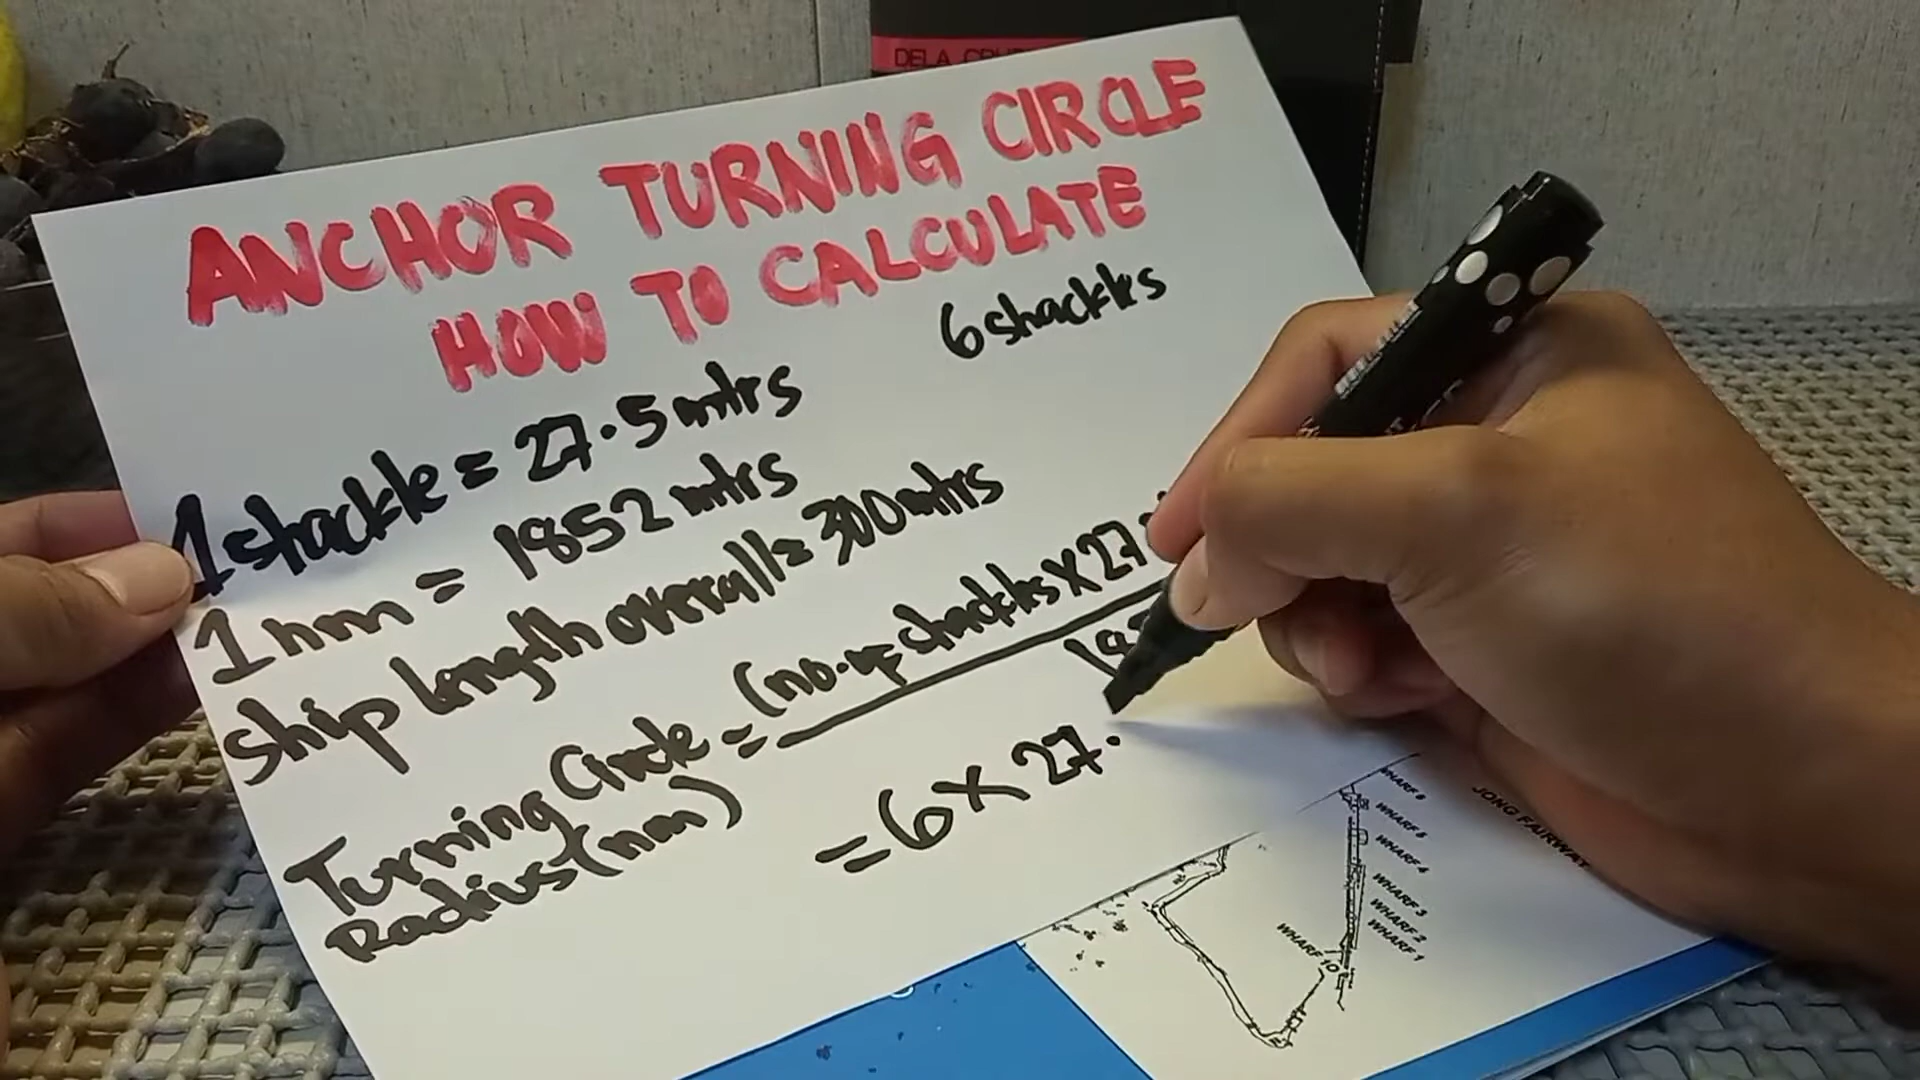 DELA
ANCHOR TURNING CIRCLE
HOW TO CALCULATE
6 shackles
1 shackle = 27.5 mtrs
1 nm = 1852 mtrs
ship length overall = 300 mtrs
Turning Circle = (no. of shackles x 27
Radius (nm)
18
= 6 x 27.
JONG FAIRWAY
WHARF 6
WHARF 5
WHARF 4
WHARF 3
WHARF 2
WHARF 1
WHARF 10